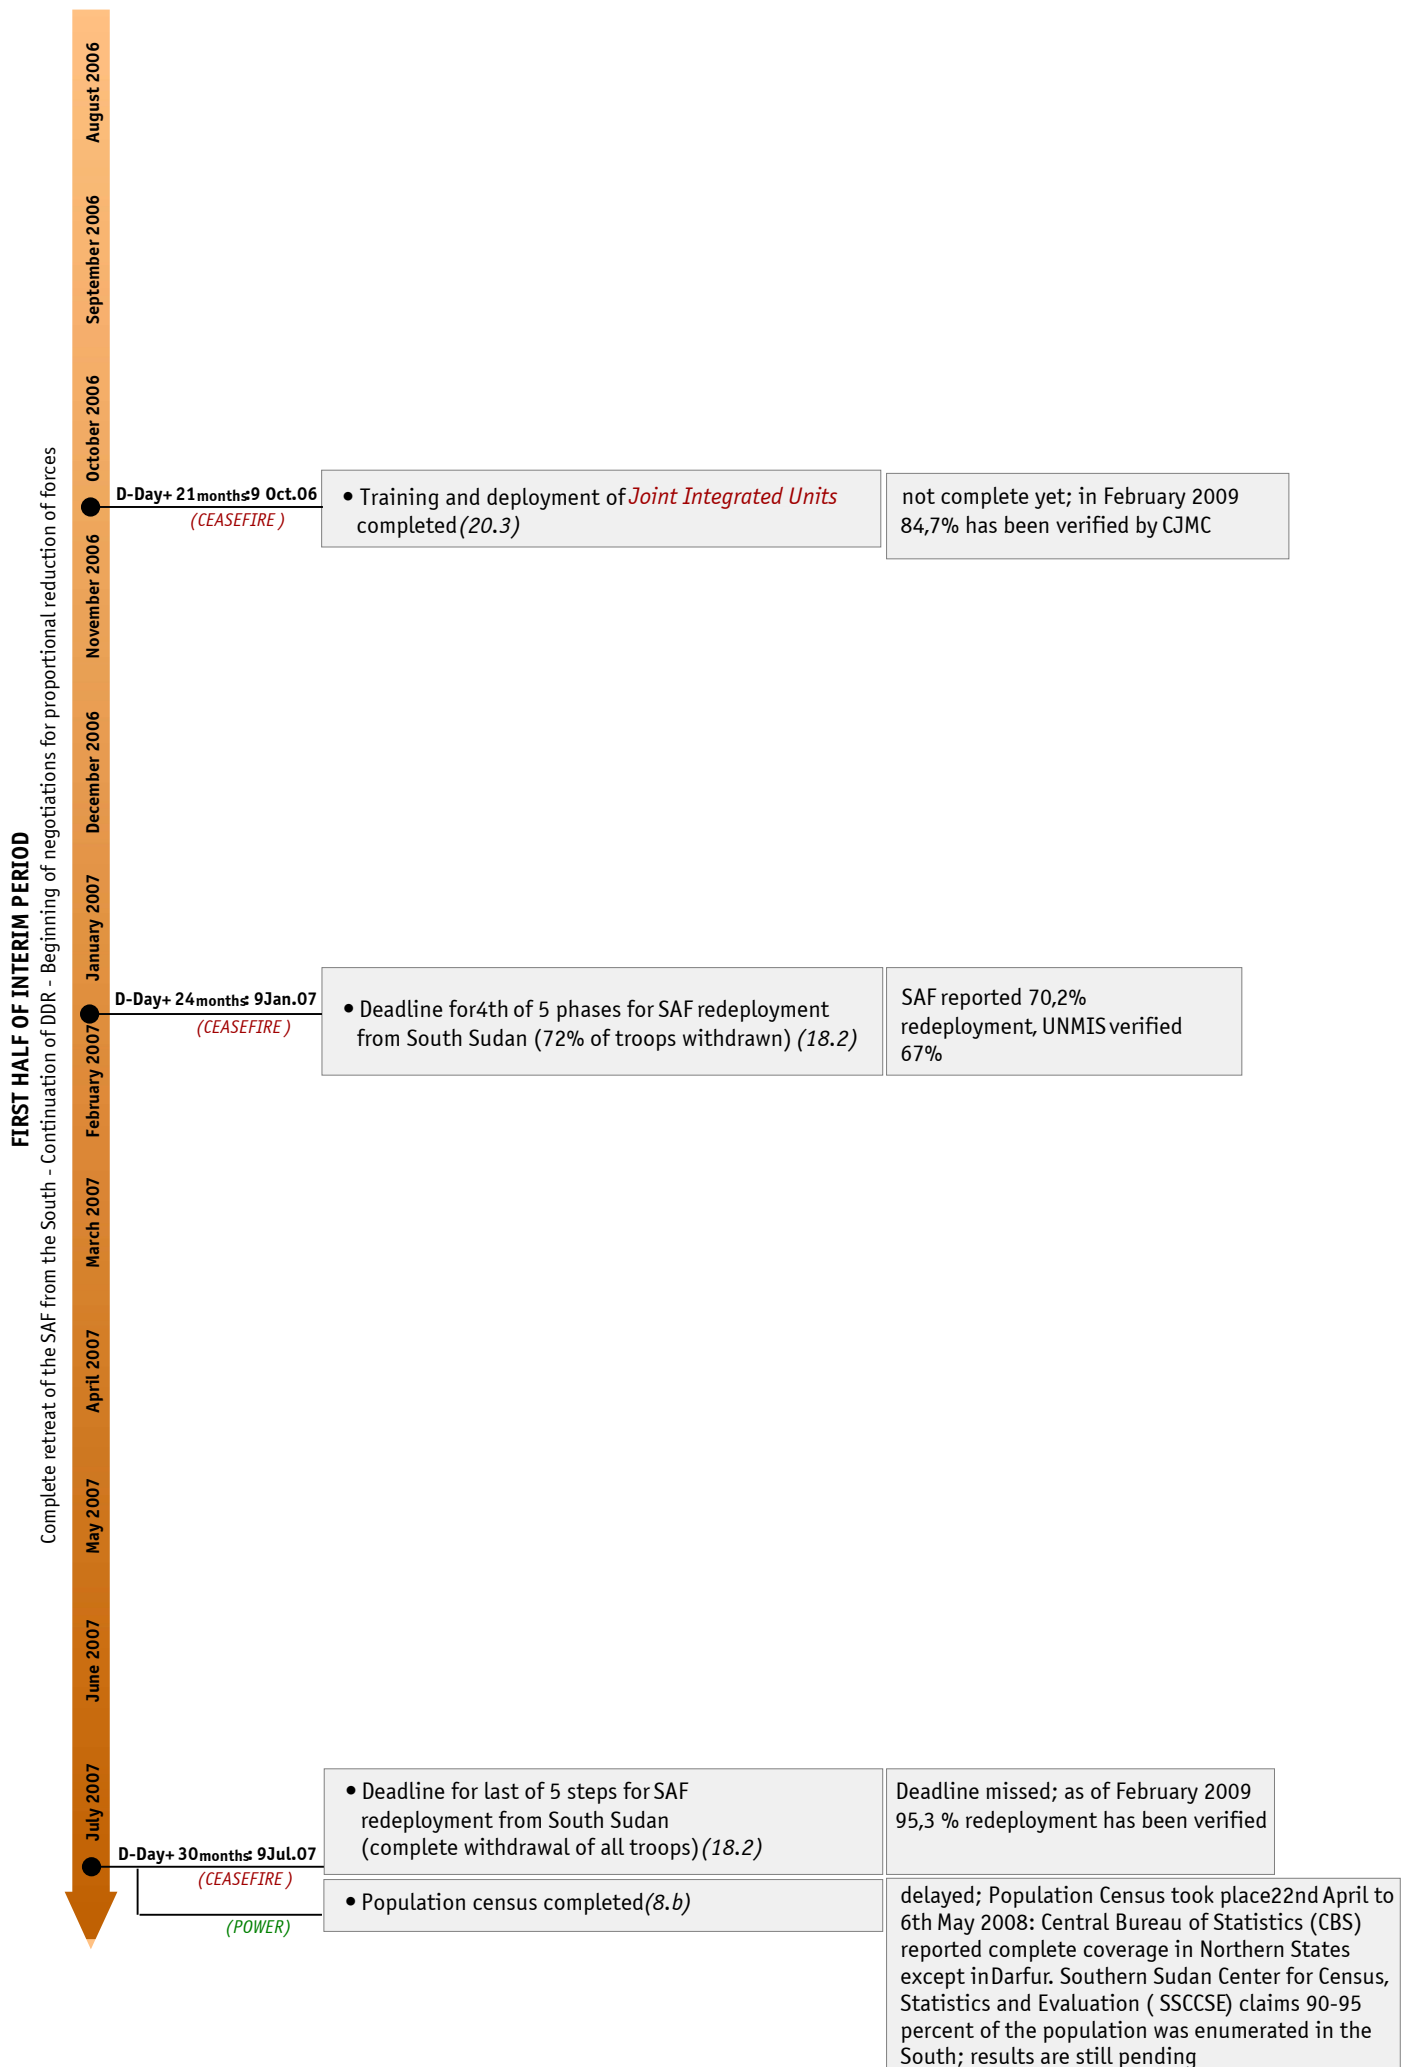 FIRST HALF OF INTERIM PERIOD
Complete retreat of the SAF from the South - Continuation of DDR - Beginning of negotiations for proportional reduction of forces
August 2006
September 2006
October 2006
D-Day+ 21months:9 Oct.06
(CEASEFIRE)
• Training and deployment of Joint Integrated Units
completed(20.3)
not complete yet; in February 2009
84,7% has been verified by CJMC
November 2006
December 2006
January 2007
D-Day+ 24months: 9Jan.07
(CEASEFIRE)
• Deadline for4th of 5 phases for SAF redeployment
from South Sudan (72% of troops withdrawn) (18.2)
SAF reported 70,2%
redeployment, UNMIS verified
67%
February 2007
March 2007
April 2007
May 2007
June 2007
July 2007
D-Day+ 30months: 9Jul.07
(CEASEFIRE)
• Deadline for last of 5 steps for SAF
redeployment from South Sudan
(complete withdrawal of all troops)(18.2)
Deadline missed; as of February 2009
95,3 % redeployment has been verified
(POWER)
• Population census completed(8.b)
delayed; Population Census took place22nd April to
6th May 2008: Central Bureau of Statistics (CBS)
reported complete coverage in Northern States
except inDarfur. Southern Sudan Center for Census,
Statistics and Evaluation ( SSCCSE) claims 90-95
percent of the population was enumerated in the
South; results are still pending